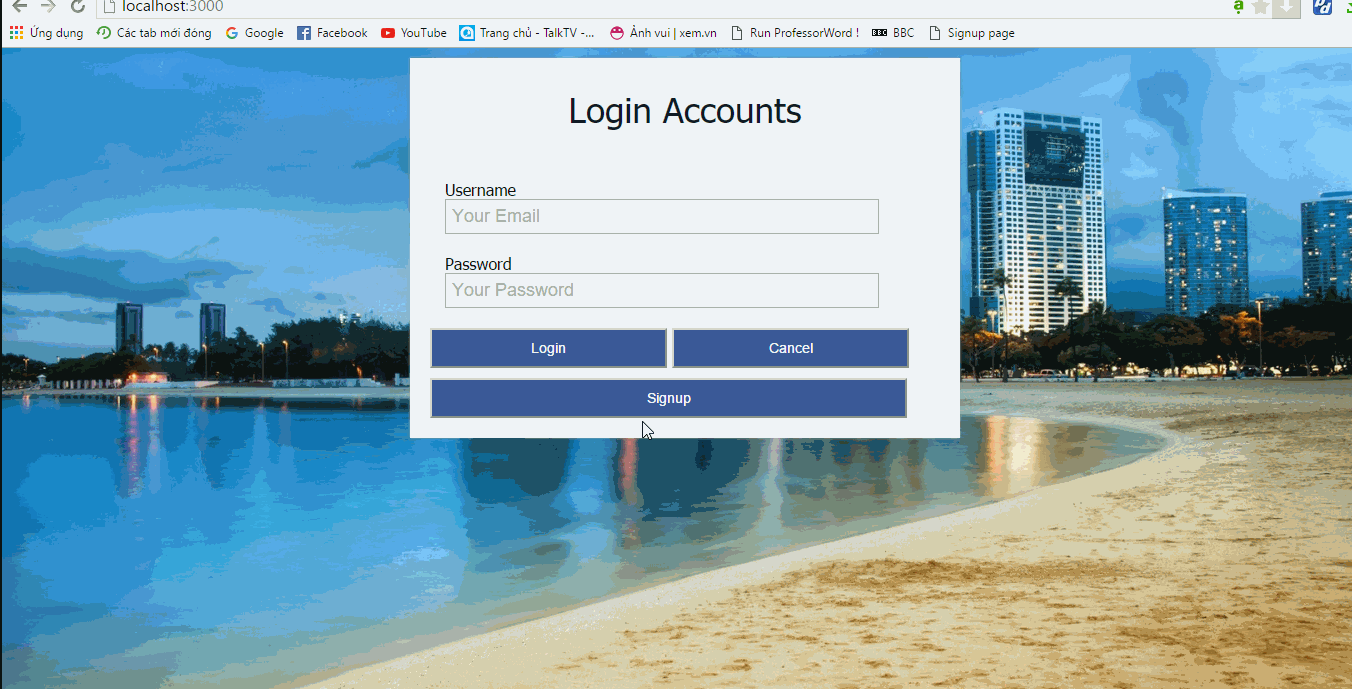 localhost:3000
Ứng dụng Các tab mới đóng Google Facebook YouTube Trang chủ - TalkTV -... Ảnh vui | xem.vn Run ProfessorWord ! BBC BBC Signup page
Login Accounts
Username
Your Email
Password
Your Password
Login Cancel
Signup